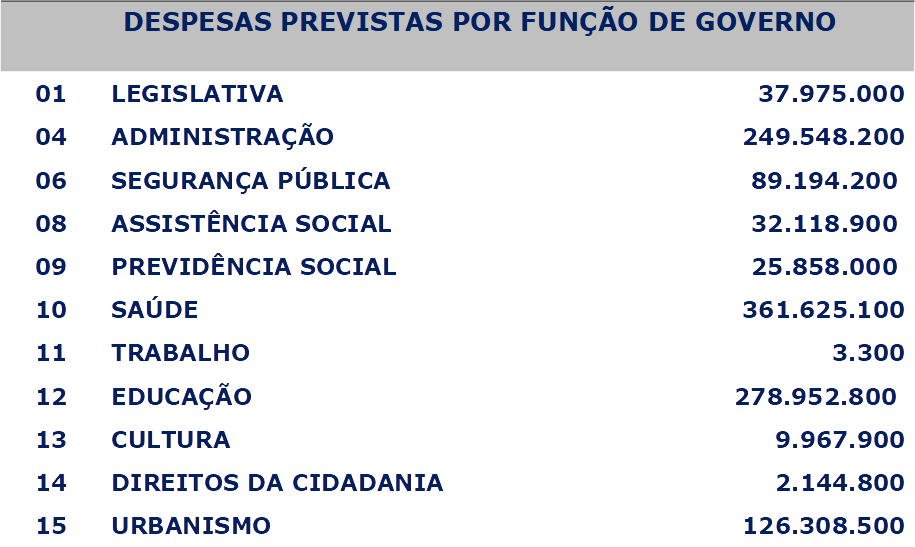 DESPESAS PREVISTAS POR FUNÇÃO DE GOVERNO
01 LEGISLATIVA 37.975.000
04 ADMINISTRAÇÃO 249.548.200
06 SEGURANÇA PÚBLICA 89.194.200
08 ASSISTÊNCIA SOCIAL 32.118.900
09 PREVIDÊNCIA SOCIAL 25.858.000
10 SAÚDE 361.625.100
11 TRABALHO 3.300
12 EDUCAÇÃO 278.952.800
13 CULTURA 9.967.900
14 DIREITOS DA CIDADANIA 2.144.800
15 URBANISMO 126.308.500